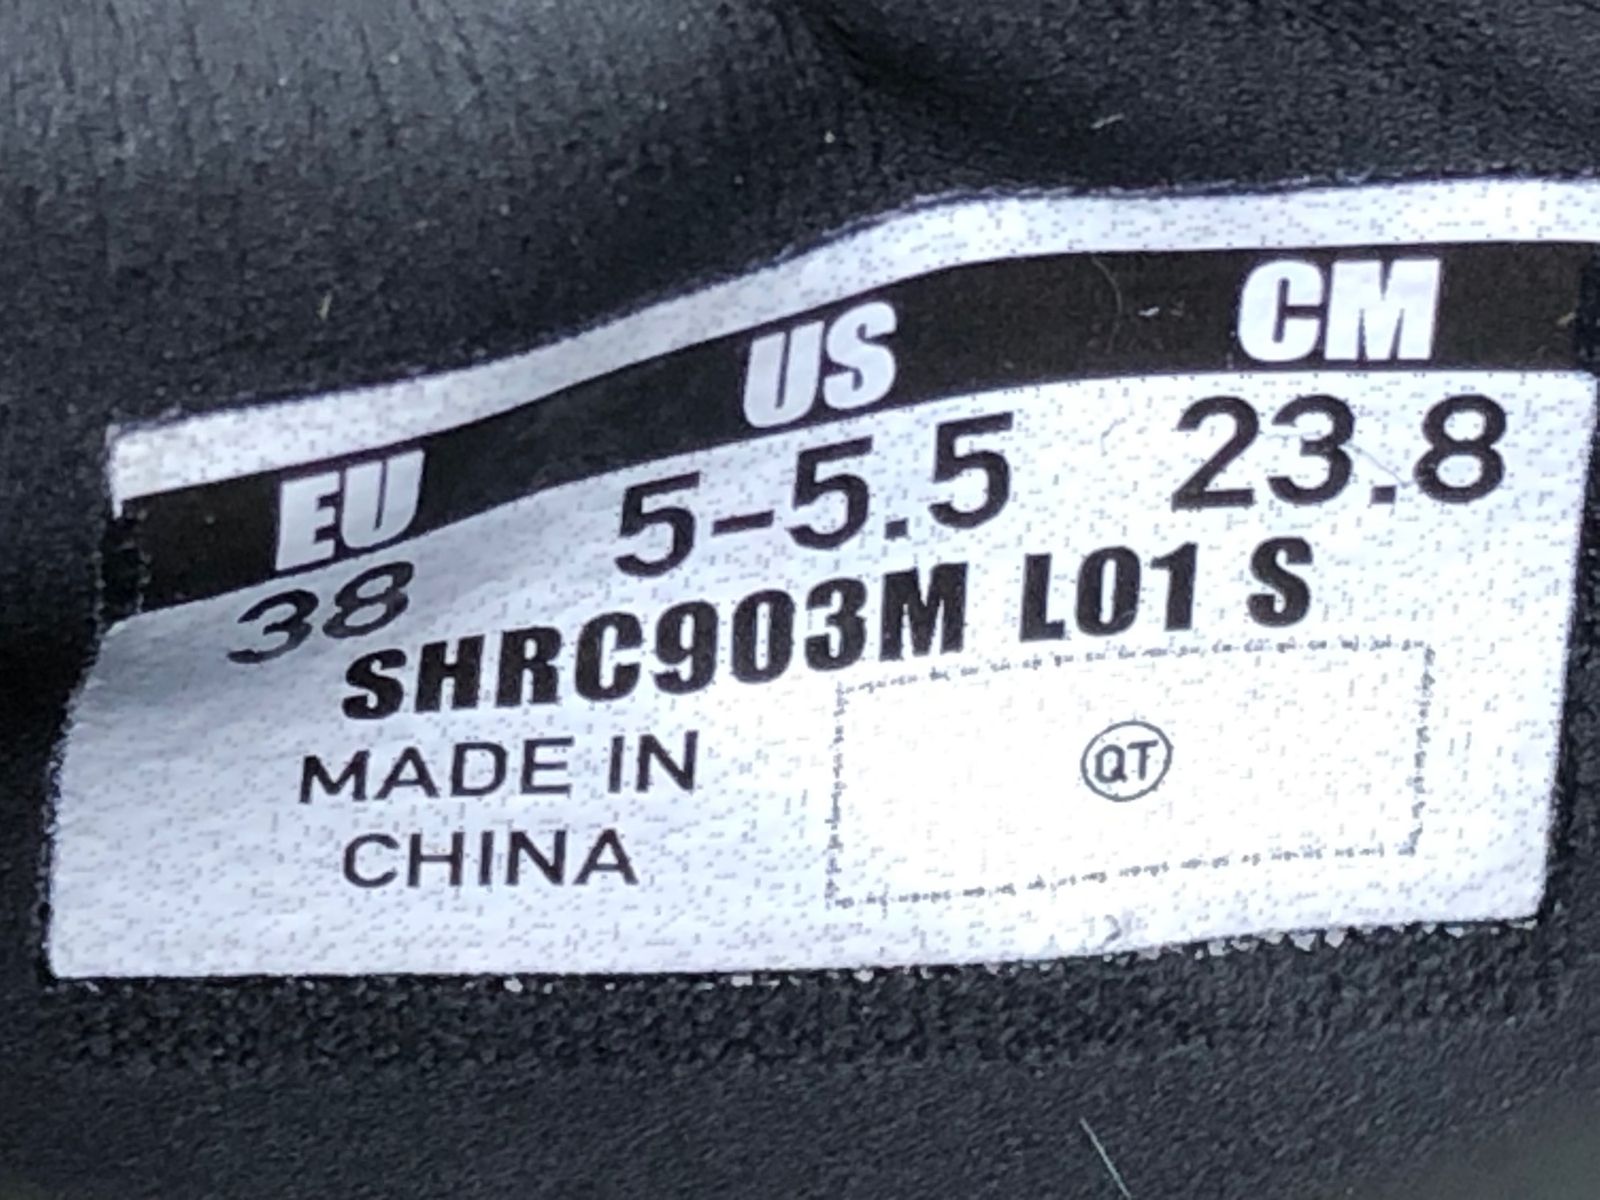 EU US CM
38 5-5.5 23.8
SHRC903M L01 S
MADE IN
CHINA
QT